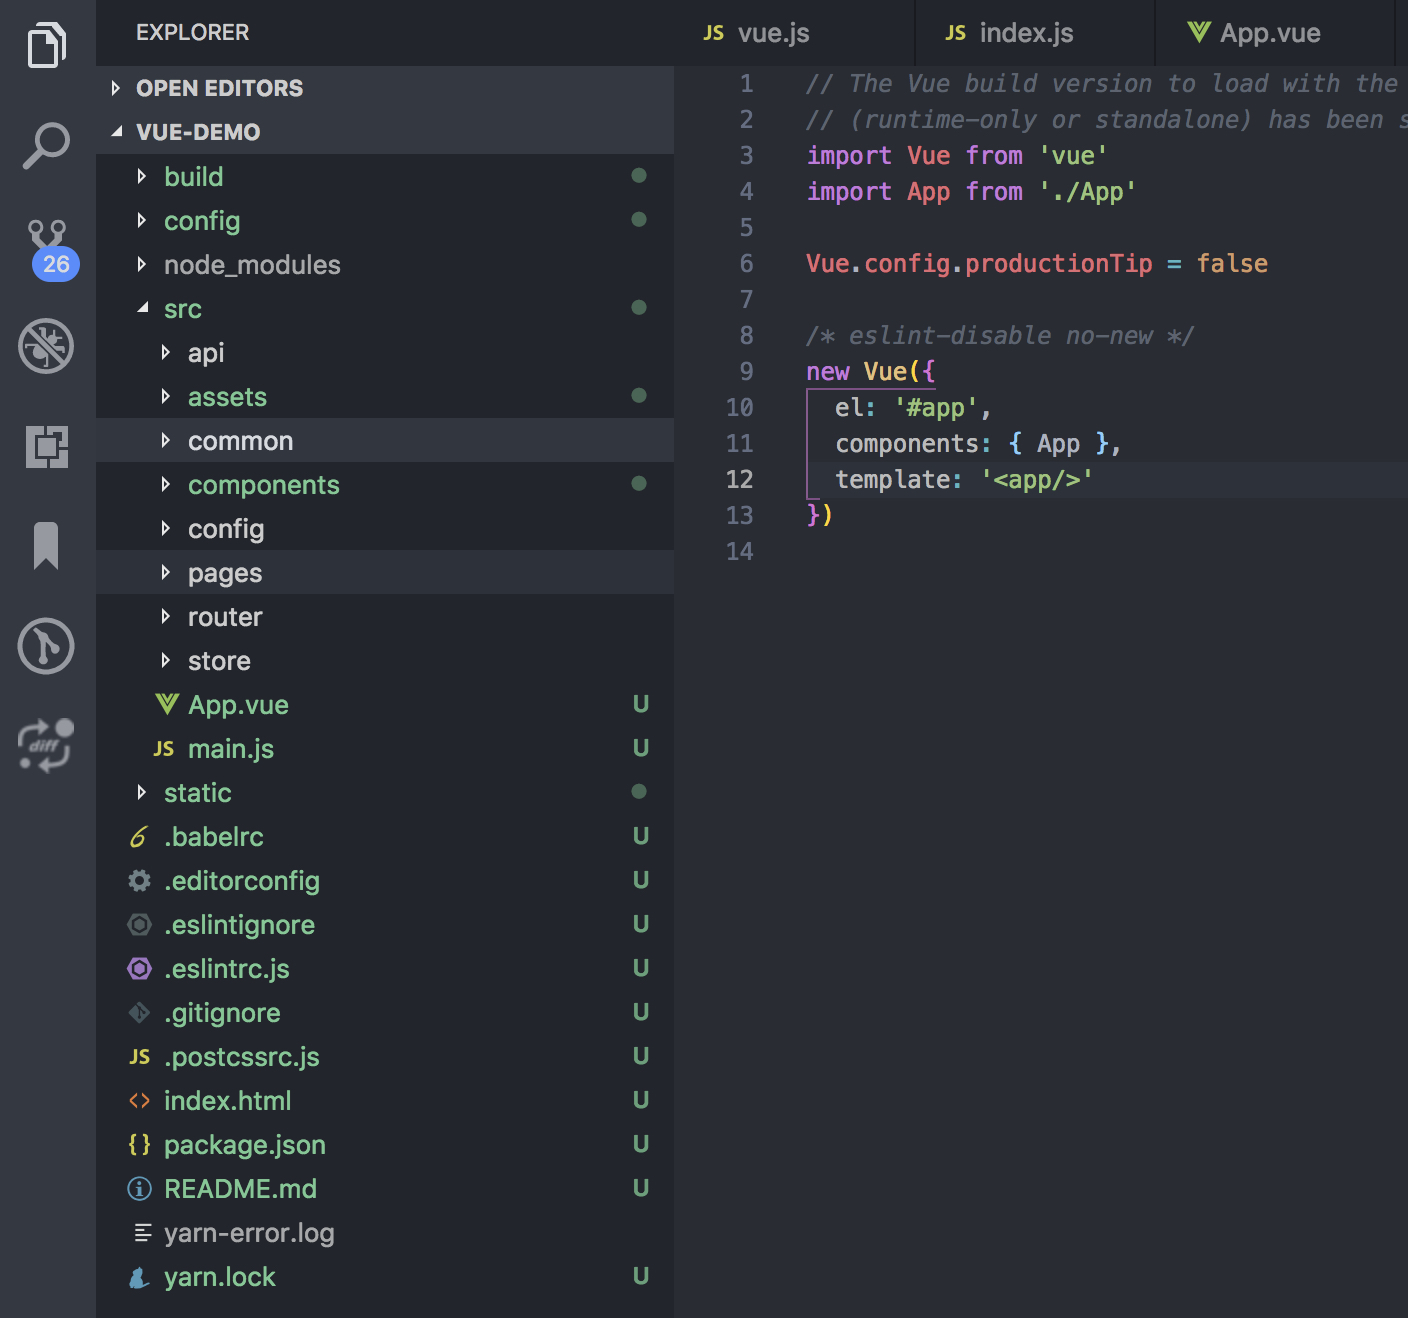 EXPLORER
OPEN EDITORS
VUE-DEMO
build
config
node_modules
src
api
assets
common
components
config
pages
router
store
App.vue U
JS main.js U
static
6 .babelrc U
.editorconfig U
.eslintignore U
.eslintrc.js U
.gitignore U
JS .postcssrc.js U
<> index.html U
{} package.json U
i README.md U
yarn-error.log
yarn.lock U
26
diff
JS vue.js
JS index.js
App.vue
1 // The Vue build version to load with the
2 // (runtime-only or standalone) has been
3 import Vue from 'vue'
4 import App from './App'
5
6 Vue.config.productionTip = false
7
8 /* eslint-disable no-new */
9 new Vue({
10 el: '#app',
11 components: { App },
12 template: '<app/>'
13 })
14